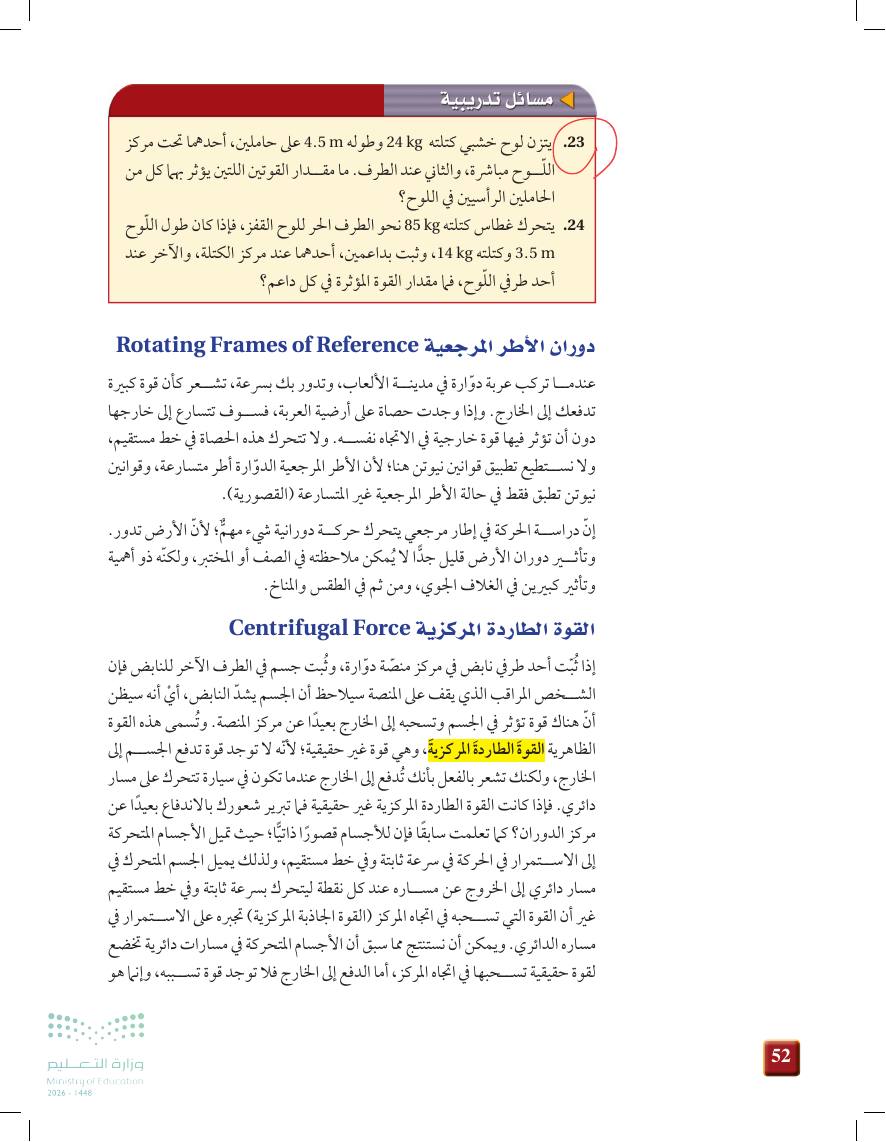 مسائل تدريبية
23. يتزن لوح خشبي كتلته 24 kg وطوله 4.5 m على حاملين، أحدهما تحت مركز
اللّوح مباشرة، والثاني عند الطرف. ما مقدار القوتين اللتين يؤثر بهما كل من
الحاملين الرأسيين في اللوح؟
24. يتحرك غطاس كتلته 85 kg نحو الطرف الحر للوح القفز، فإذا كان طول اللّوح
3.5 m وكتلته 14 kg، وثبت بداعمين، أحدهما عند مركز الكتلة، والآخر عند
أحد طرفي اللّوح، فما مقدار القوة المؤثرة في كل داعم؟
دوران الأطر المرجعية Rotating Frames of Reference
عندما تركب عربة دوّارة في مدينة الألعاب، وتدور بك بسرعة، تشعر كأن قوة كبيرة
تدفعك إلى الخارج. وإذا وجدت حصاة على أرضية العربة، فسوف تتسارع إلى خارجها
دون أن تؤثر فيها قوة خارجية في الاتجاه نفسه. ولا تتحرك هذه الحصاة في خط مستقيم،
ولا نستطيع تطبيق قوانين نيوتن هنا؛ لأن الأطر المرجعية الدوّارة أطر متسارعة، وقوانين
نيوتن تطبق فقط في حالة الأطر المرجعية غير المتسارعة (القصورية).
إنّ دراسة الحركة في إطار مرجعي يتحرك حركة دورانية شيء مهمٌّ؛ لأنّ الأرض تدور.
وتأثير دوران الأرض قليل جدًّا لا يُمكن ملاحظته في الصف أو المختبر، ولكنّه ذو أهمية
وتأثير كبيرين في الغلاف الجوي، ومن ثم في الطقس والمناخ.
القوة الطاردة المركزية Centrifugal Force
إذا ثُبّت أحد طرفي نابض في مركز منصّة دوّارة، وثُبت جسم في الطرف الآخر للنابض فإن
الشخص المراقب الذي يقف على المنصة سيلاحظ أن الجسم يشدّ النابض، أيْ أنه سيظن
أنّ هناك قوة تؤثر في الجسم وتسحبه إلى الخارج بعيدًا عن مركز المنصة. وتُسمى هذه القوة
الظاهرية القوةَ الطاردةَ المركزيةَ، وهي قوة غير حقيقية؛ لأنّه لا توجد قوة تدفع الجسم إلى
الخارج، ولكنك تشعر بالفعل بأنك تُدفع إلى الخارج عندما تكون في سيارة تتحرك على مسار
دائري. فإذا كانت القوة الطاردة المركزية غير حقيقية فما تبرير شعورك بالاندفاع بعيدًا عن
مركز الدوران؟ كما تعلمت سابقًا فإن للأجسام قصورًا ذاتيًّا؛ حيث تميل الأجسام المتحركة
إلى الاستمرار في الحركة في سرعة ثابتة وفي خط مستقيم، ولذلك يميل الجسم المتحرك في
مسار دائري إلى الخروج عن مساره عند كل نقطة ليتحرك بسرعة ثابتة وفي خط مستقيم
غير أن القوة التي تسحبه في اتجاه المركز (القوة الجاذبة المركزية) تجبره على الاستمرار في
مساره الدائري. ويمكن أن نستنتج مما سبق أن الأجسام المتحركة في مسارات دائرية تخضع
لقوة حقيقية تسحبها في اتجاه المركز، أما الدفع إلى الخارج فلا توجد قوة تسببه، وإنما هو
وزارة التعليم
Ministry of Education
2026 - 1448
52